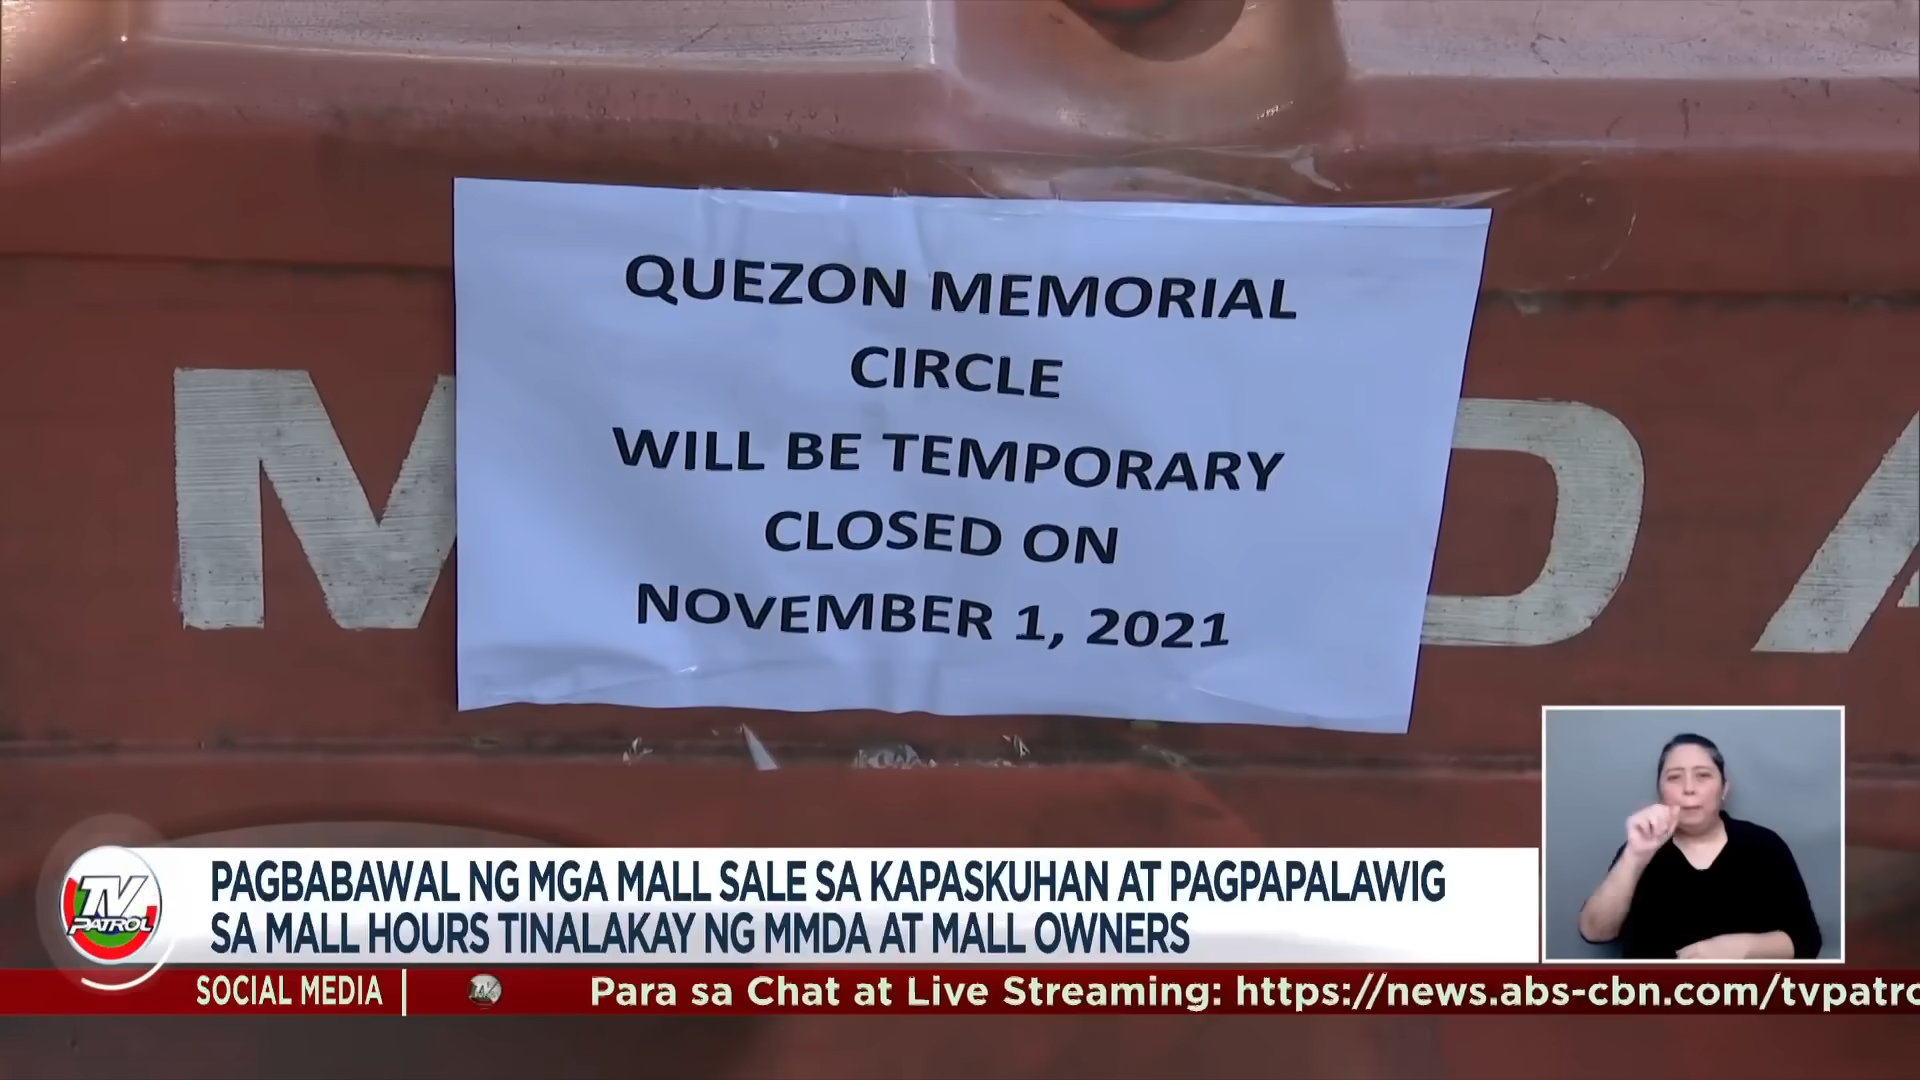 QUEZON MEMORIAL
CIRCLE
WILL BE TEMPORARY
CLOSED ON
NOVEMBER 1, 2021
M D A
TV PATROL
PAGBABAWAL NG MGA MALL SALE SA KAPASKUHAN AT PAGPAPALAWIG
SA MALL HOURS TINALAKAY NG MMDA AT MALL OWNERS
SOCIAL MEDIA
Para sa Chat at Live Streaming: https://news.abs-cbn.com/tvpatro